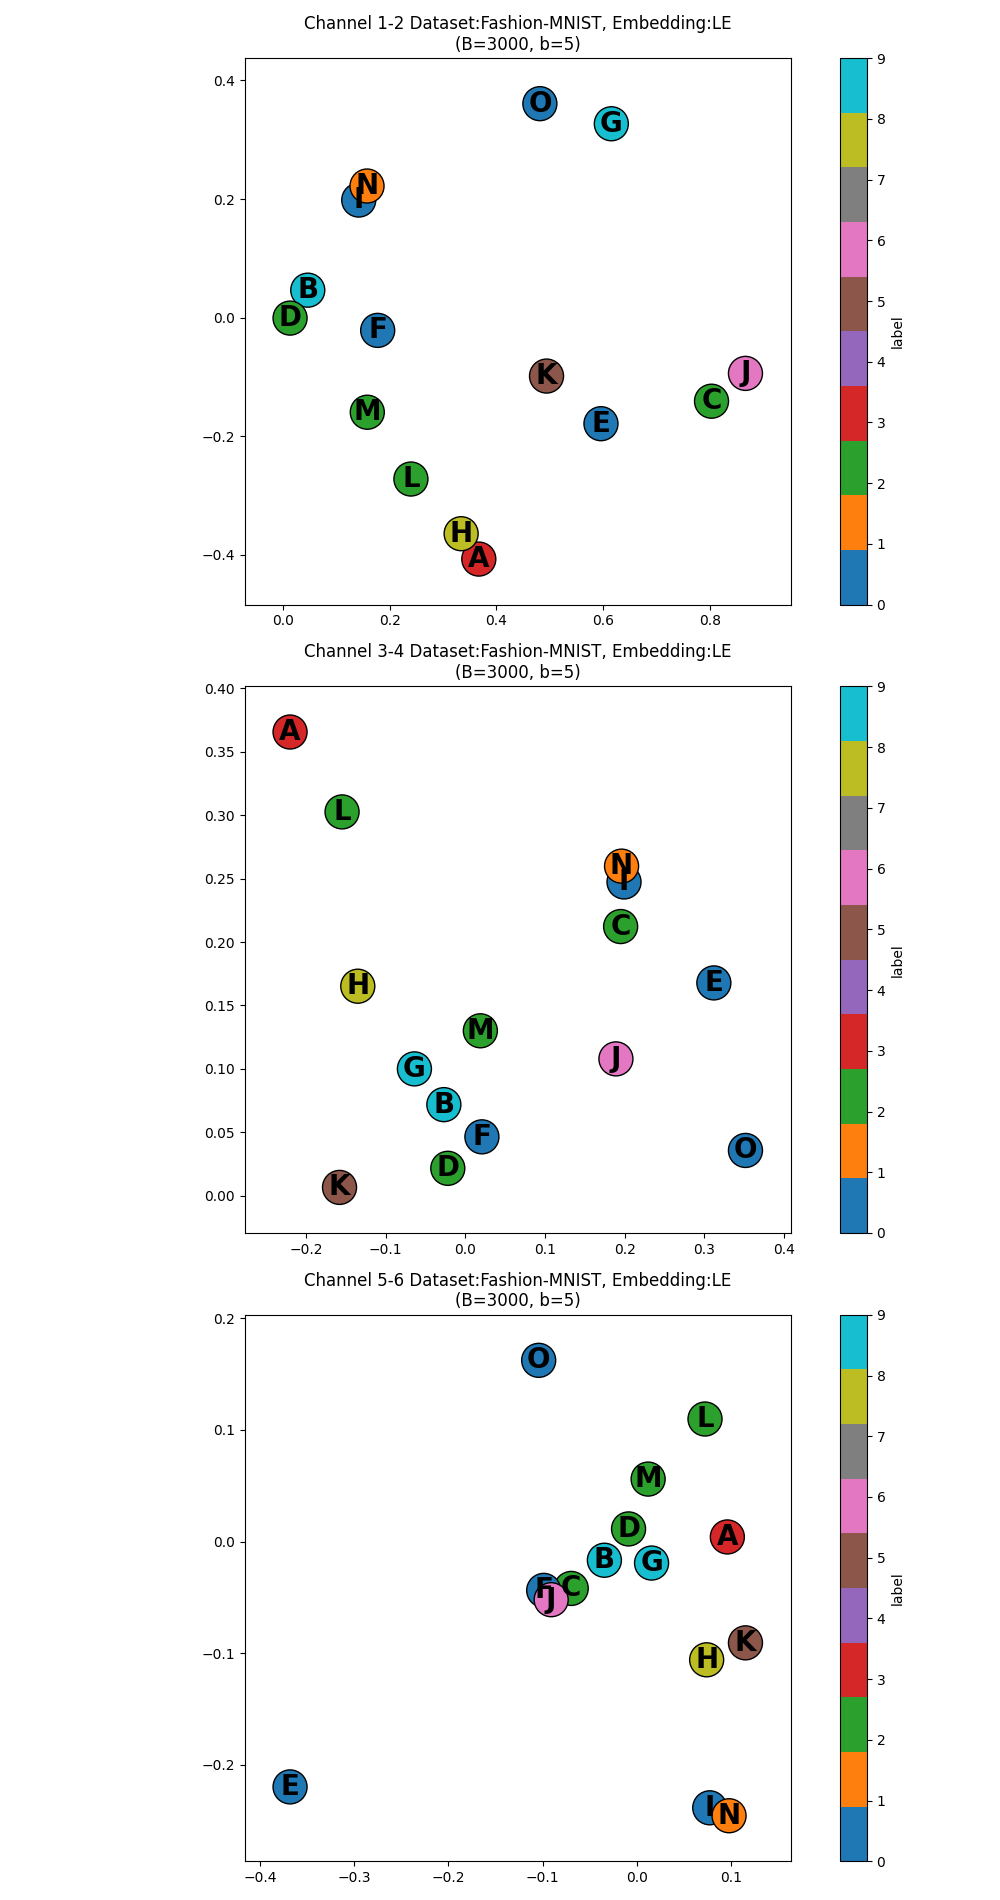 Channel 1-2 Dataset:Fashion-MNIST, Embedding:LE
(B=3000, b=5)
0.4
0.2
0.0
−0.2
−0.4
0.0 0.2 0.4 0.6 0.8
O
G
N
I
B
D
F
K
J
C
E
M
L
H
A
9
8
7
6
5
4
3
2
1
0
label
Channel 3-4 Dataset:Fashion-MNIST, Embedding:LE
(B=3000, b=5)
0.40
0.35
0.30
0.25
0.20
0.15
0.10
0.05
0.00
−0.2 −0.1 0.0 0.1 0.2 0.3 0.4
A
L
N
I
C
E
H
M
J
G
B
F
O
D
K
9
8
7
6
5
4
3
2
1
0
label
Channel 5-6 Dataset:Fashion-MNIST, Embedding:LE
(B=3000, b=5)
0.2
0.1
0.0
−0.1
−0.2
−0.4 −0.3 −0.2 −0.1 0.0 0.1
O
L
M
D
A
B
G
F
C
J
K
H
E
I
N
9
8
7
6
5
4
3
2
1
0
label